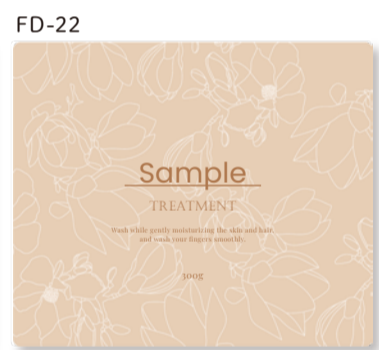 FD-22
Sample
TREATMENT
Wash while gently moisturizing the skin and hair
and wash your fingers smoothly.
300g